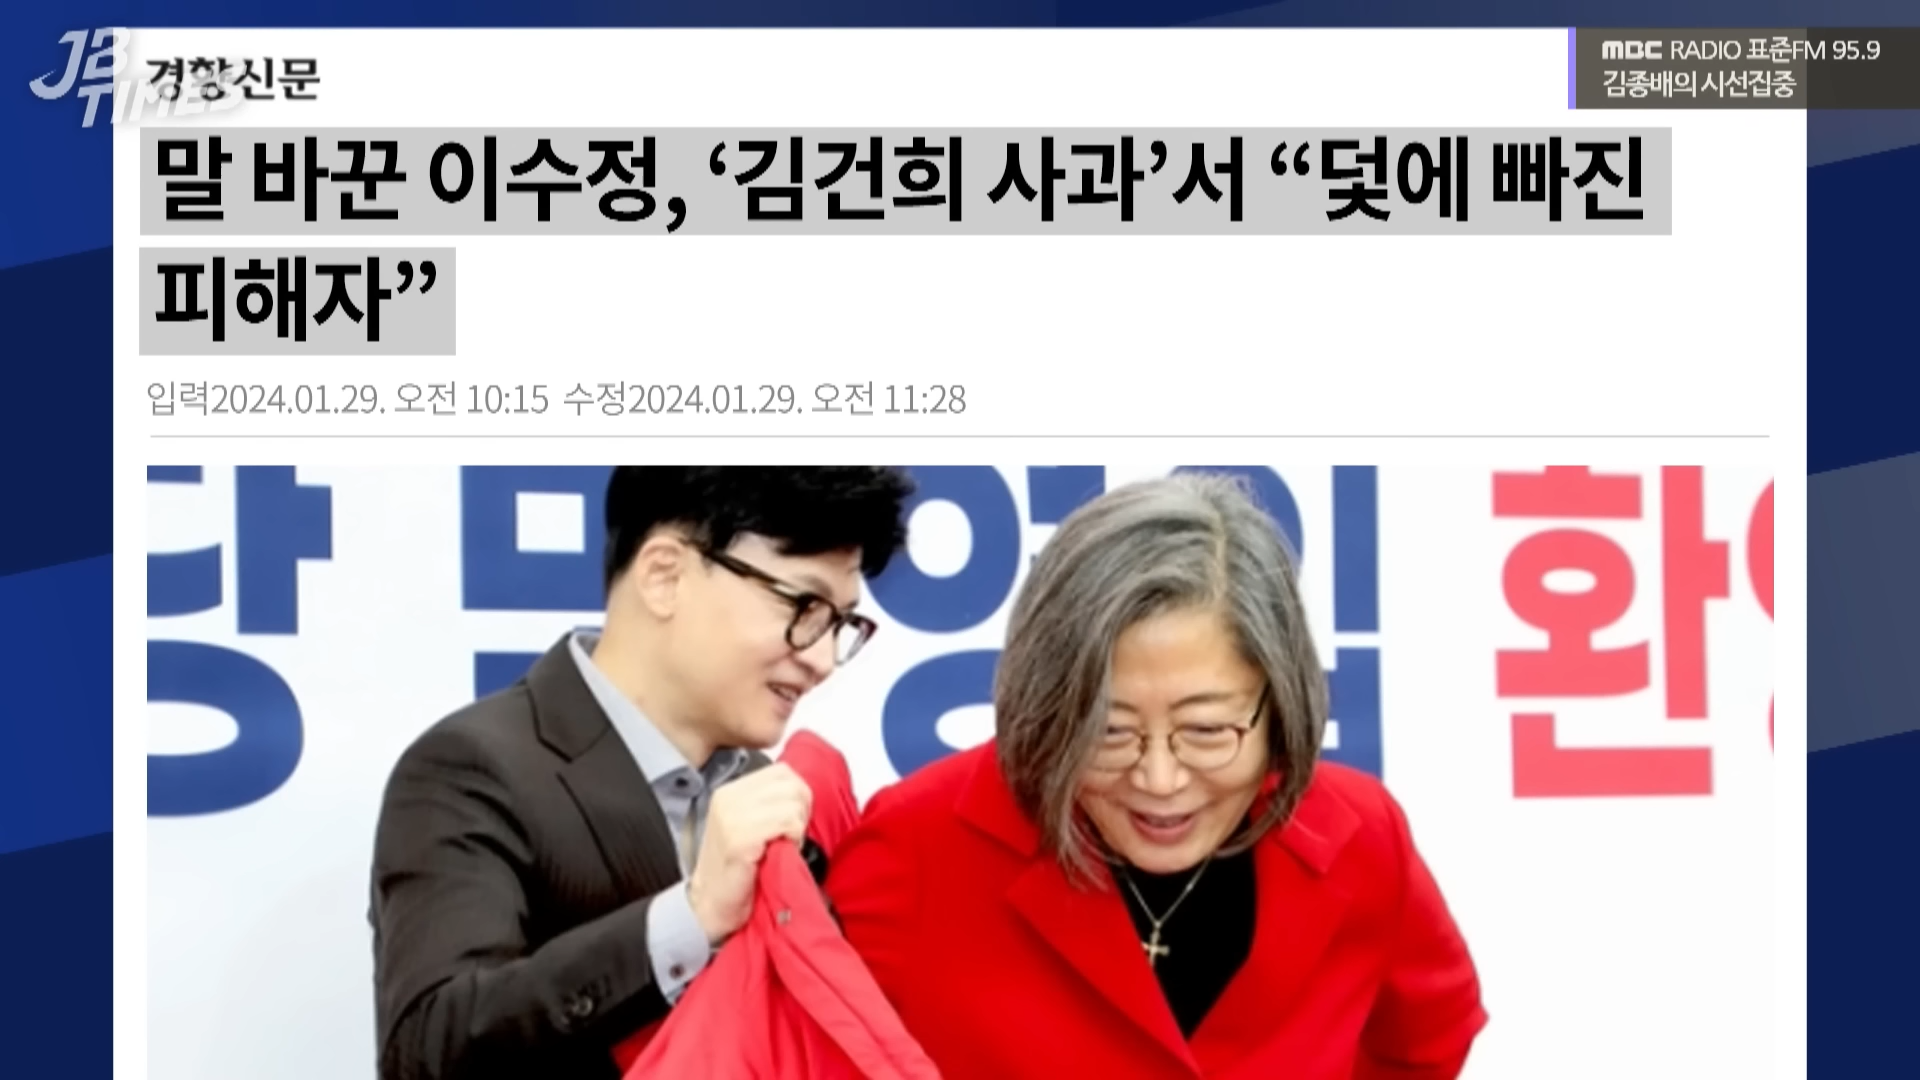 JB
TIMES
경향신문
MBC RADIO 표준FM 95.9
김종배의 시선집중
말 바꾼 이수정, ‘김건희 사과’서 “덫에 빠진
피해자”
입력2024.01.29. 오전 10:15 수정2024.01.29. 오전 11:28
환